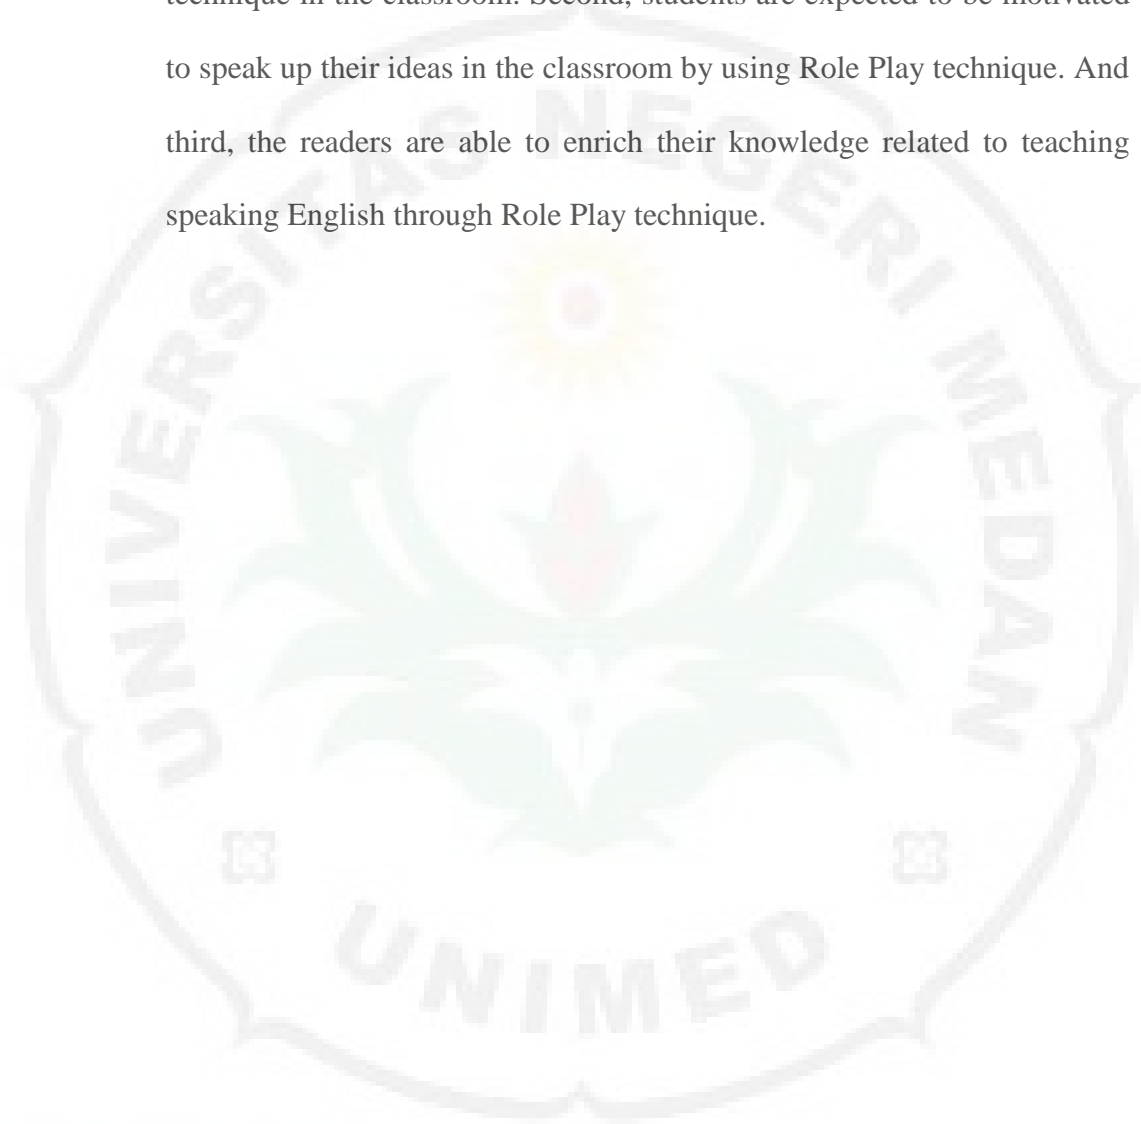 technique in the classroom. Second, students are expected to be motivated
to speak up their ideas in the classroom by using Role Play technique. And
third, the readers are able to enrich their knowledge related to teaching
speaking English through Role Play technique.
UNIVERSITAS NEGERI MEDAN
UNIMED